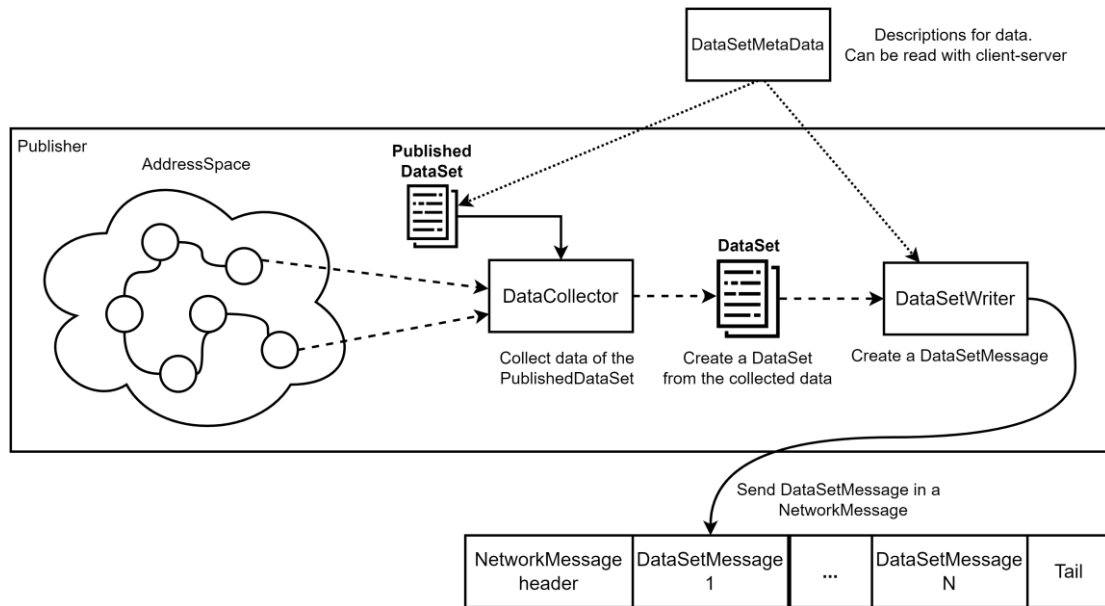 DataSetMetaData
Descriptions for data.
Can be read with client-server
Publisher
AddressSpace
Published
DataSet
DataCollector
Collect data of the
PublishedDataSet
DataSet
Create a DataSet
from the collected data
DataSetWriter
Create a DataSetMessage
Send DataSetMessage in a
NetworkMessage
NetworkMessage
header
DataSetMessage
1
...
DataSetMessage
N
Tail